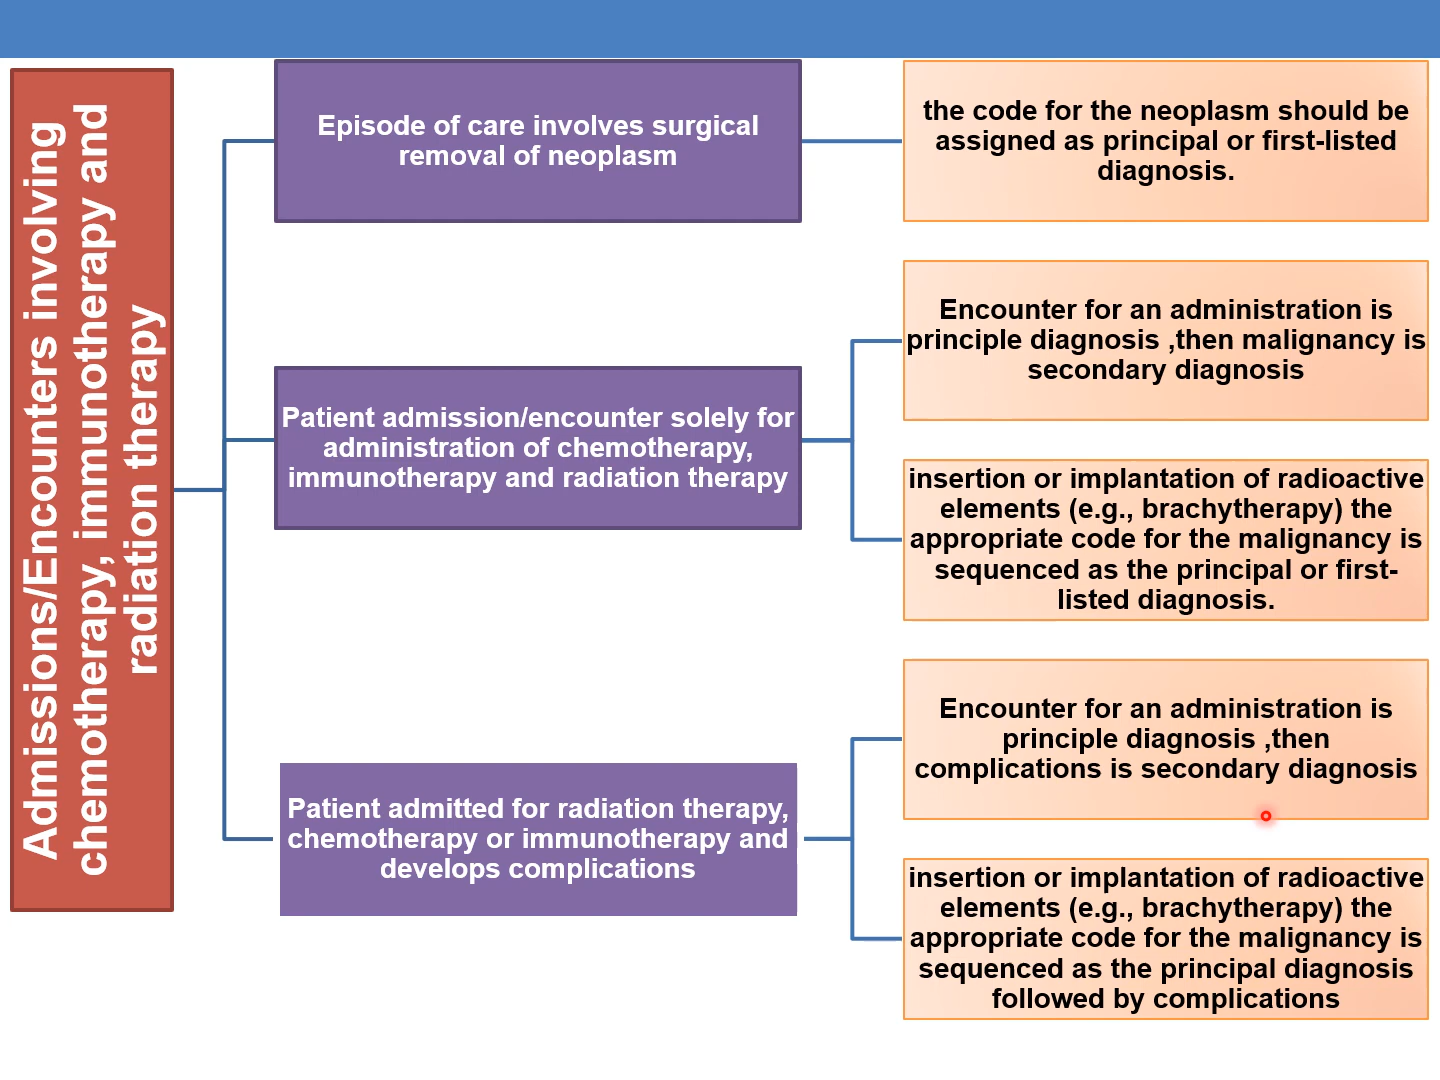 Admissions/Encounters involving
chemotherapy, immunotherapy and
radiation therapy
Episode of care involves surgical
removal of neoplasm
the code for the neoplasm should be
assigned as principal or first-listed
diagnosis.
Patient admission/encounter solely for
administration of chemotherapy,
immunotherapy and radiation therapy
Encounter for an administration is
principle diagnosis ,then malignancy is
secondary diagnosis
insertion or implantation of radioactive
elements (e.g., brachytherapy) the
appropriate code for the malignancy is
sequenced as the principal or first-
listed diagnosis.
Patient admitted for radiation therapy,
chemotherapy or immunotherapy and
develops complications
Encounter for an administration is
principle diagnosis ,then
complications is secondary diagnosis
insertion or implantation of radioactive
elements (e.g., brachytherapy) the
appropriate code for the malignancy is
sequenced as the principal diagnosis
followed by complications